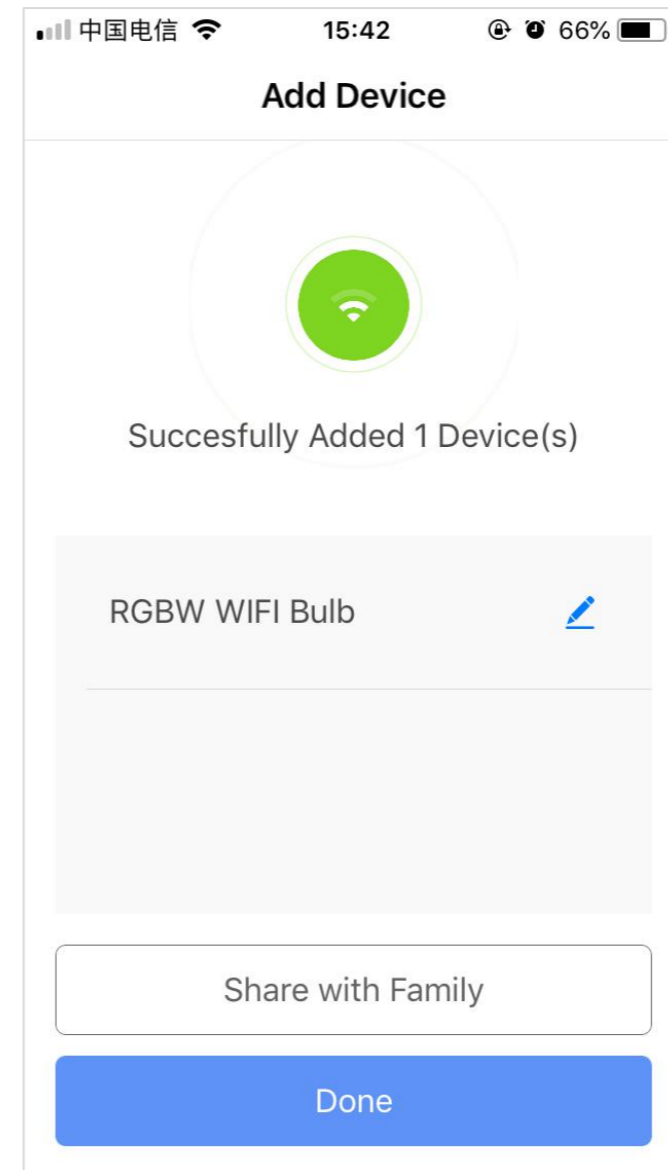 中国电信 15:42 66%
Add Device
Succesfully Added 1 Device(s)
RGBW WIFI Bulb
Share with Family
Done